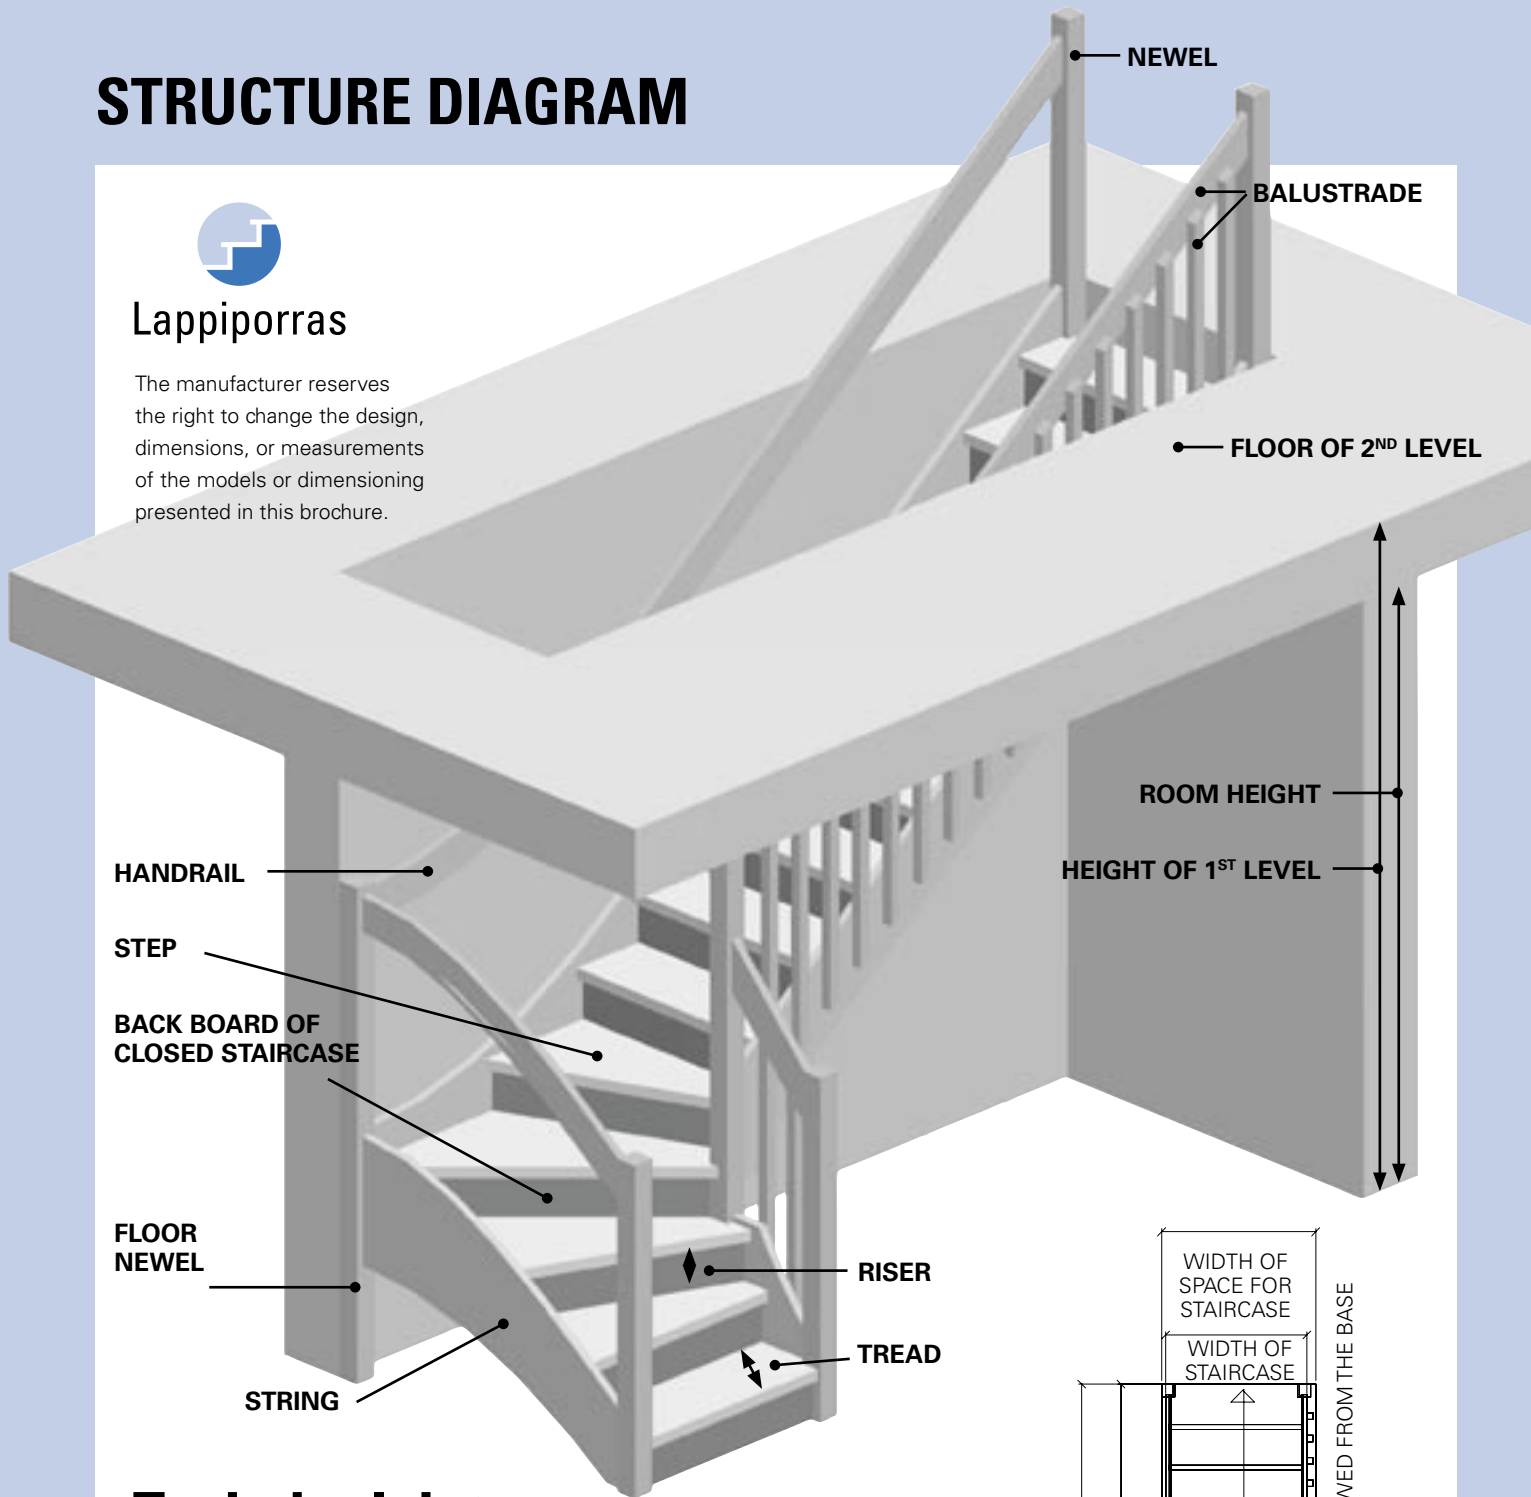 STRUCTURE DIAGRAM
NEWEL
BALUSTRADE
Lappiporras
The manufacturer reserves
the right to change the design,
dimensions, or measurements
of the models or dimensioning
presented in this brochure.
FLOOR OF 2ND LEVEL
ROOM HEIGHT
HEIGHT OF 1ST LEVEL
HANDRAIL
STEP
BACK BOARD OF
CLOSED STAIRCASE
FLOOR
NEWEL
RISER
TREAD
STRING
WIDTH OF
SPACE FOR
STAIRCASE
WIDTH OF
STAIRCASE
FROM THE BASE